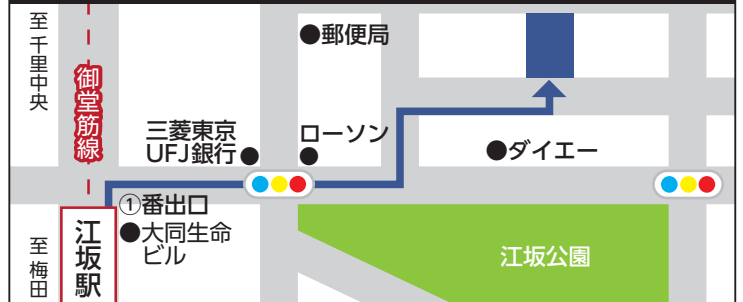 至千里中央
御堂筋線
●郵便局
三菱東京
UFJ銀行●
ローソン
●
●ダイエー
①番出口
●大同生命
ビル
江坂駅
至梅田
江坂公園